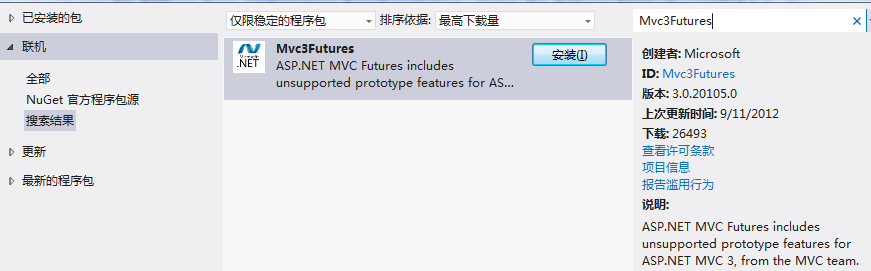 已安装的包
联机
全部
NuGet 官方程序包源
搜索结果
更新
最新的程序包
仅限稳定的程序包 排序依据: 最高下载量
Microsoft
.NET
Mvc3Futures
ASP.NET MVC Futures includes
unsupported prototype features for AS...
安装(I)
Mvc3Futures
创建者: Microsoft
ID: Mvc3Futures
版本: 3.0.20105.0
上次更新时间: 9/11/2012
下载: 26493
查看许可条款
项目信息
报告滥用行为
说明:
ASP.NET MVC Futures includes
unsupported prototype features for
ASP.NET MVC 3, from the MVC team.